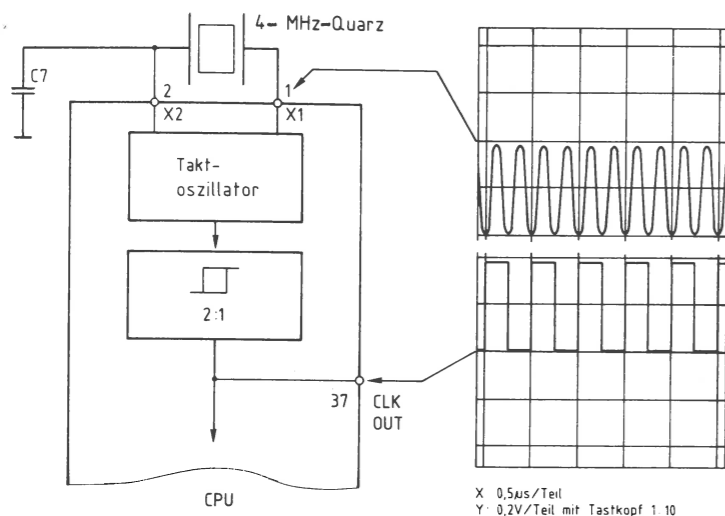 4- MHz-Quarz
C7
2
1
X2
X1
Takt-
oszillator
2:1
37
CLK
OUT
CPU
X 0,5µs/Teil
Y: 0,2V/Teil mit Tastkopf 1:10